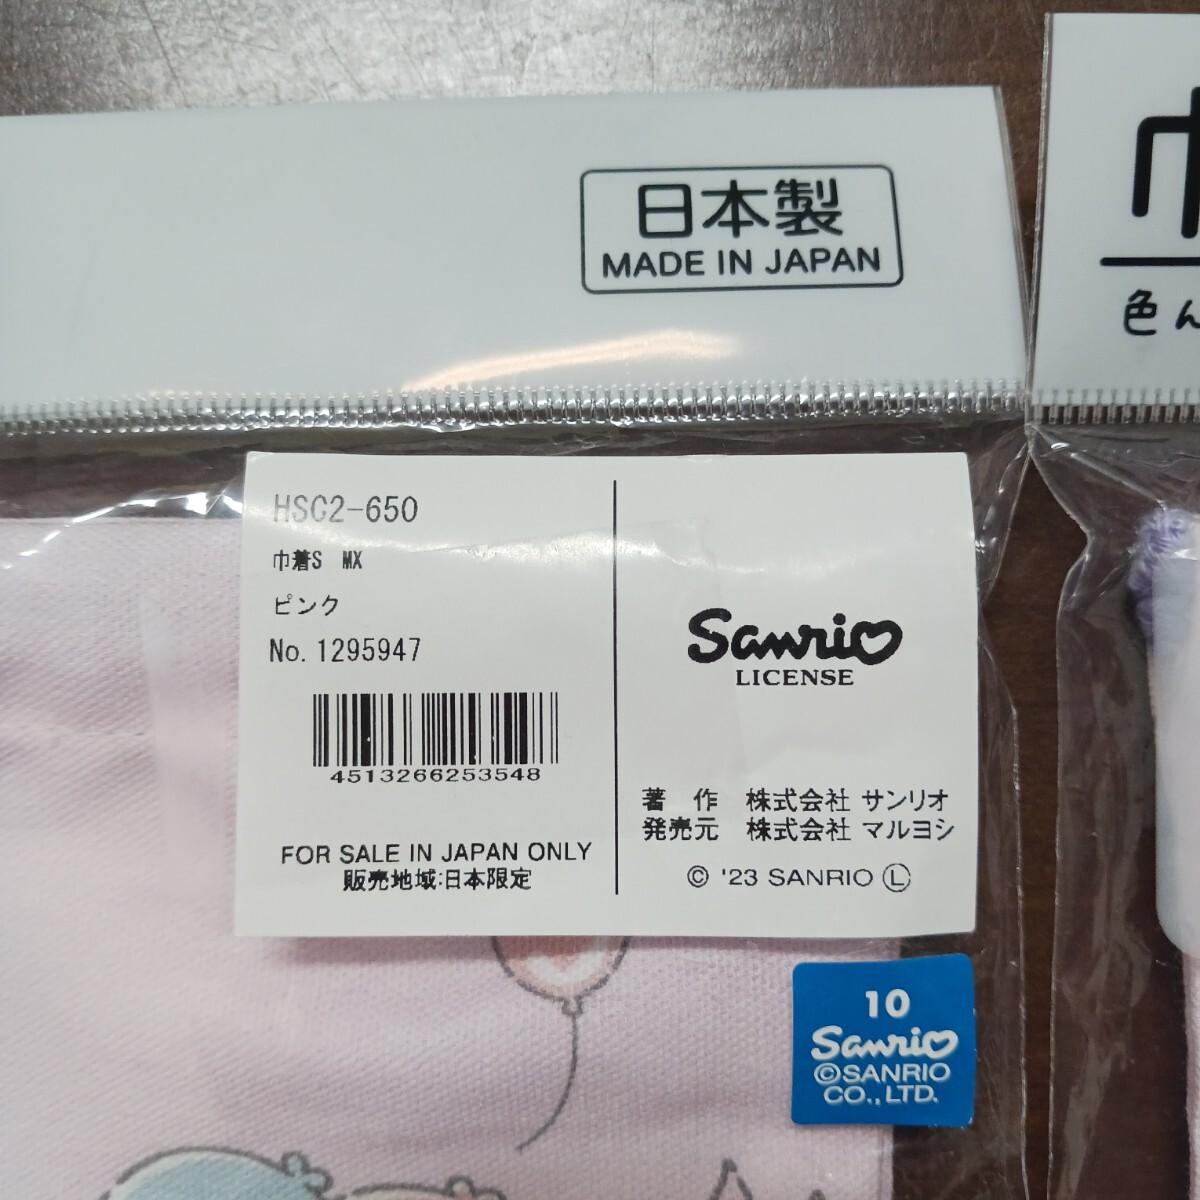 日本製
MADE IN JAPAN
色ん
HSC2-650
巾着S MX
ピンク
No. 1295947
4513266253548
FOR SALE IN JAPAN ONLY
販売地域:日本限定
Sanrio
LICENSE
著 作 株式会社 サンリオ
発売元 株式会社 マルヨシ
© '23 SANRIO Ⓛ
10
Sanrio
©SANRIO
CO., LTD.